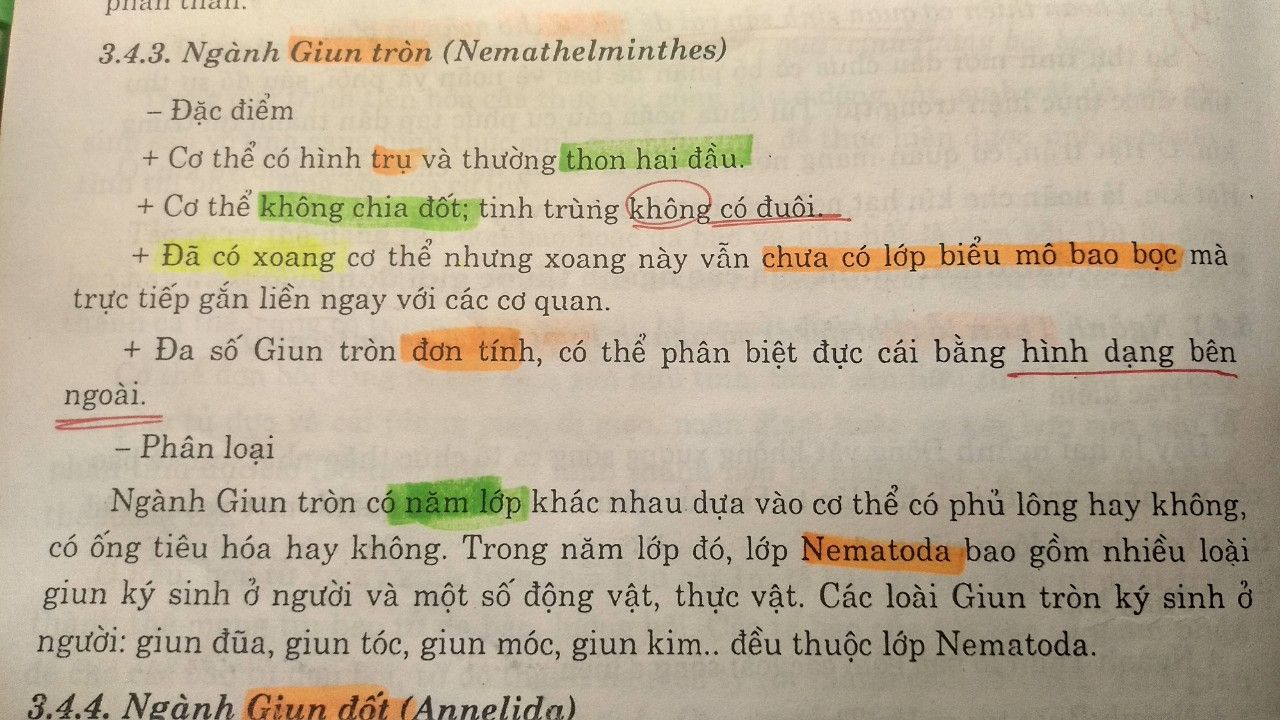 phần thân.
3.4.3. Ngành Giun tròn (Nemathelminthes)
– Đặc điểm
+ Cơ thể có hình trụ và thường thon hai đầu.
+ Cơ thể không chia đốt; tinh trùng không có đuôi.
+ Đã có xoang cơ thể nhưng xoang này vẫn chưa có lớp biểu mô bao bọc mà
trực tiếp gắn liền ngay với các cơ quan.
+ Đa số Giun tròn đơn tính, có thể phân biệt đực cái bằng hình dạng bên
ngoài.
– Phân loại
Ngành Giun tròn có năm lớp khác nhau dựa vào cơ thể có phủ lông hay không,
có ống tiêu hóa hay không. Trong năm lớp đó, lớp Nematoda bao gồm nhiều loài
giun ký sinh ở người và một số động vật, thực vật. Các loài Giun tròn ký sinh ở
người: giun đũa, giun tóc, giun móc, giun kim.. đều thuộc lớp Nematoda.
3.4.4. Ngành Giun đốt (Annelida)